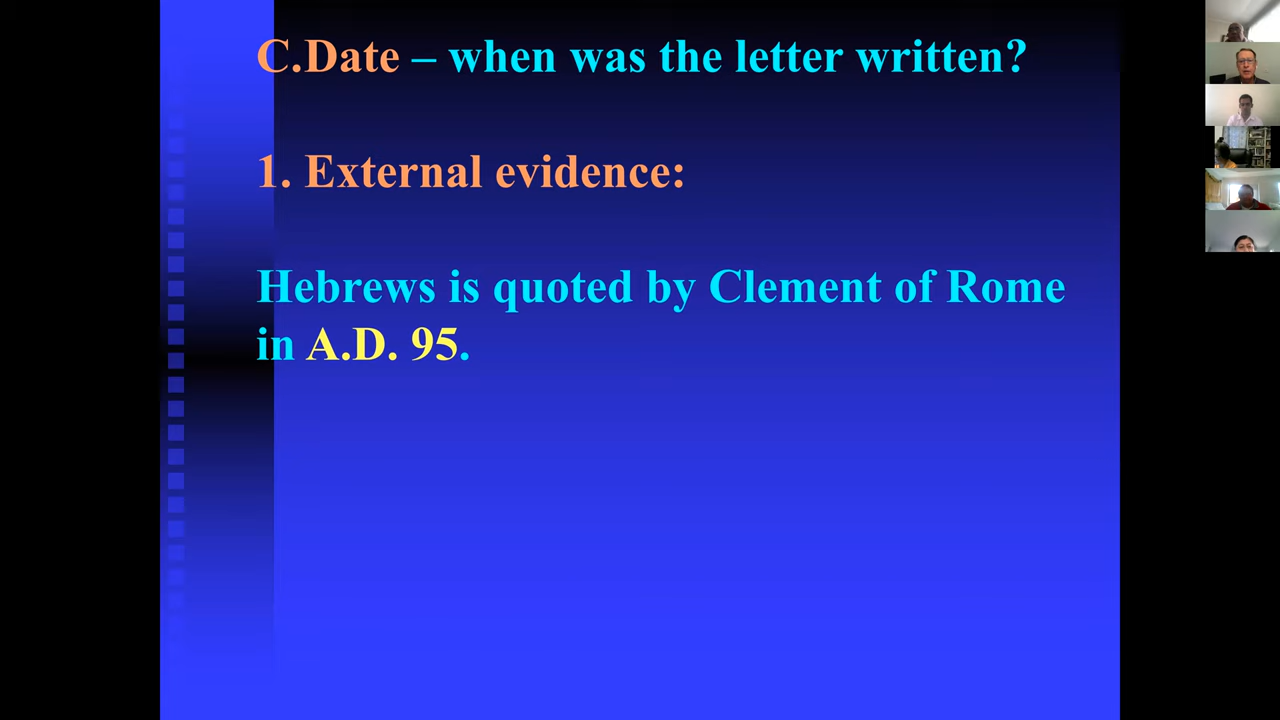 C.Date – when was the letter written?
1. External evidence:
Hebrews is quoted by Clement of Rome
in A.D. 95.